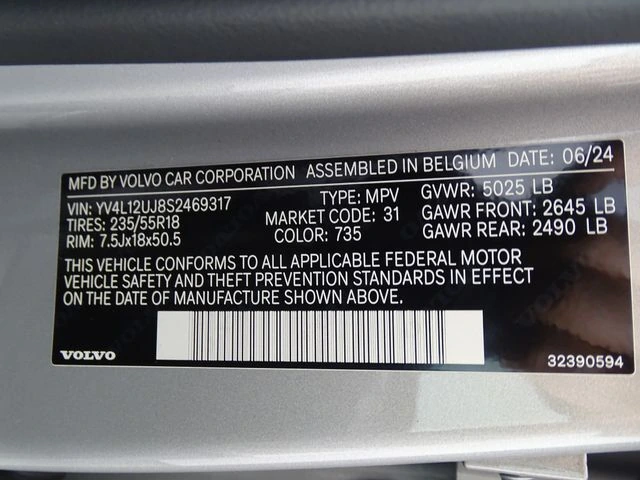 MFD BY VOLVO CAR CORPORATION ASSEMBLED IN BELGIUM DATE: 06/24
VIN: YV4L12UJ8S2469317 TYPE: MPV GVWR: 5025 LB
TIRES: 235/55R18 MARKET CODE: 31 GAWR FRONT: 2645 LB
RIM: 7.5Jx18x50.5 COLOR: 735 GAWR REAR: 2490 LB
THIS VEHICLE CONFORMS TO ALL APPLICABLE FEDERAL MOTOR
VEHICLE SAFETY AND THEFT PREVENTION STANDARDS IN EFFECT
ON THE DATE OF MANUFACTURE SHOWN ABOVE.
VOLVO 32390594